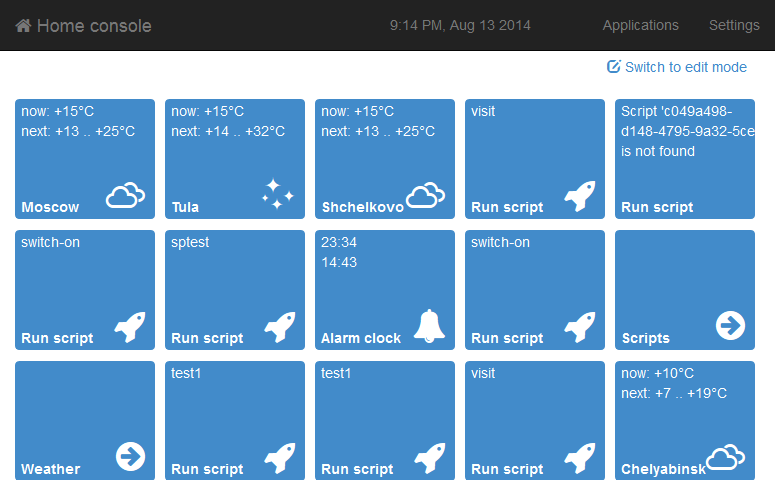 Home console 9:14 PM, Aug 13 2014 Applications Settings
Switch to edit mode
now: +15°C
next: +13 .. +25°C
Moscow
now: +15°C
next: +14 .. +32°C
Tula
now: +15°C
next: +13 .. +25°C
Shchelkovo
visit
Run script
Script 'c049a498-
d148-4795-9a32-5ce
is not found
Run script
switch-on
Run script
sptest
Run script
23:34
14:43
Alarm clock
switch-on
Run script
Scripts
Weather
test1
Run script
test1
Run script
visit
Run script
now: +10°C
next: +7 .. +19°C
Chelyabinsk